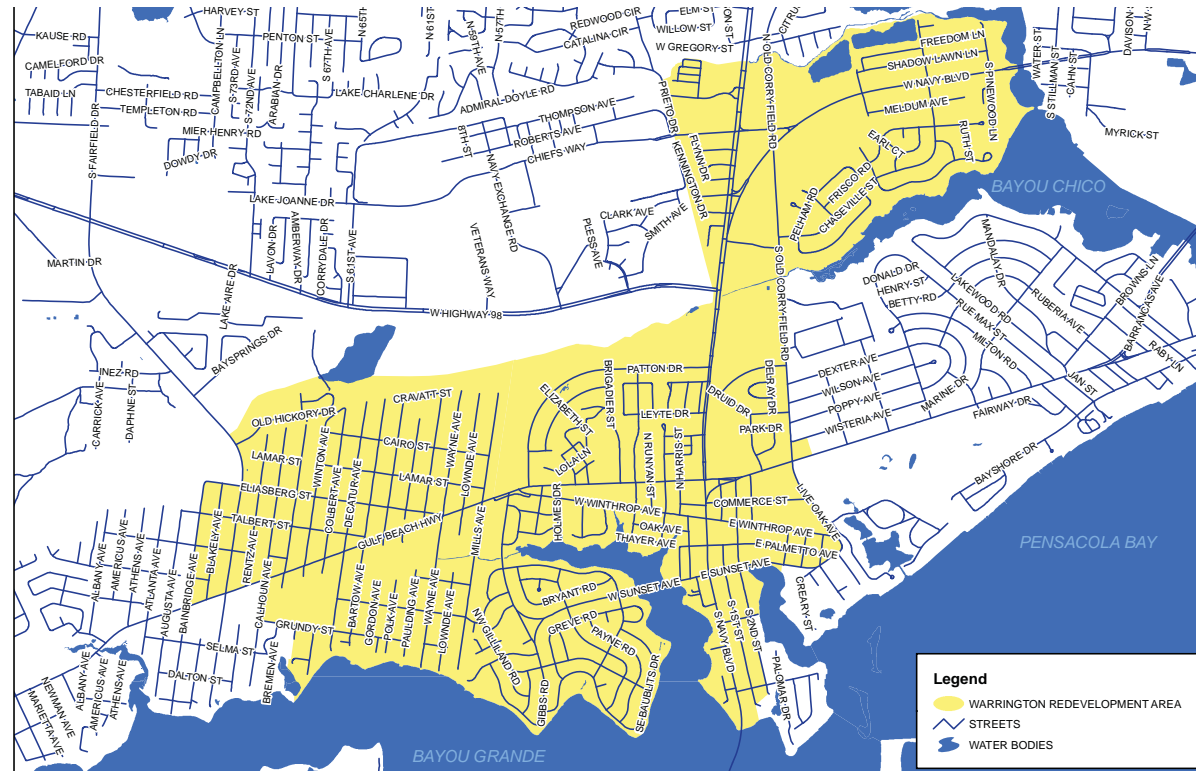 HARVEY ST
KAUSE RD
CAMELFORD DR
TABAID LN
CHESTERFIELD RD
TEMPLETON RD
MIER HENRY RD
DOWDY DR
S FAIRFIELD DR
CAMPBELLTON LN
S 73RD AVE
S 72ND AVE
ARABIAN DR
PENTON ST
S 67TH AVE
N 65TH
N 61ST
N 59TH AVE
N 57TH
LAKE CHARLENE DR
ADMIRAL DOYLE RD
THOMPSON AVE
ROBERTS AVE
CHIEFS WAY
8TH ST
NAVY EXCHANGE RD
REDWOOD CIR
CATALINA CIR
ELM ST
WILLOW ST
W GREGORY ST
ON ST
CITRUS
N OLD CORRY FIELD RD
PRIETO DR
FLYNN DR
KENNINGTON DR
FREEDOM LN
SHADOW LAWN LN
W NAVY BLVD
MELDUM AVE
S PINEWOOD LN
RUTH ST
EARL CT
FRISCO RD
CHASEVILLE ST
PELHAM RD
WATER ST
S STILLMAN ST
CAHN ST
DAVISON
NW
MYRICK ST
BAYOU CHICO
LAKE JOANNE DR
LAVON DR
AMBERWAY DR
CORRYDALE DR
S 61ST AVE
VETERANS WAY
PLESS AVE
CLARK AVE
SMITH AVE
MARTIN DR
LAKE AIRE DR
W HIGHWAY 98
BAYSPRINGS DR
INEZ RD
CARRICK AVE
DAPHNE ST
S OLD CORRY FIELD RD
DONALD DR
HENRY ST
BETTY RD
MANDALAY DR
LAKEWOOD RD
RUE MAX ST
MILTON RD
RUBERIA AVE
BROWNS LN
BARRANCAS AVE
RABY LN
JAN ST
DEXTER AVE
WILSON AVE
POPPY AVE
WISTERIA AVE
MARINE DR
FAIRWAY DR
BAYSHORE DR
PENSACOLA BAY
PATTON DR
BRIGADIER ST
ELIZABETH ST
LOLA LN
LEYTE DR
DRUID DR
DELRAY DR
PARK DR
N RUNYAN ST
N HARRIS ST
CRAVATT ST
OLD HICKORY DR
CAIRO ST
WAYNE AVE
LAMAR ST
WINTON AVE
LAMAR ST
LOWNDE AVE
ELIASBERG ST
COLBERT AVE
DECATUR AVE
TALBERT ST
GULF BEACH HWY
MILLS AVE
HOLMES DR
W WINTHROP AVE
COMMERCE ST
OAK AVE
THAYER AVE
E WINTHROP AVE
E PALMETTO AVE
LIVE OAK AVE
CREARY ST
E SUNSET AVE
W SUNSET AVE
BRYANT RD
GREVE RD
PAYNE RD
NW GILLILAND RD
GIBBS RD
SE BAUBLITS DR
S NAVY BLVD
S 1ST ST
S 2ND ST
PALOMAR DR
ALBANY AVE
AMERICUS AVE
ATHENS AVE
ATLANTA AVE
AUGUSTA AVE
BAINBRIDGE AVE
BLAKELY AVE
RENTZ AVE
CALHOUN AVE
BARTOW AVE
GORDON AVE
POLK AVE
PAULDING AVE
WAYNE AVE
LOWNDE AVE
GRUNDY ST
SELMA ST
DALTON ST
BREMEN AVE
ALBANY AVE
AMERICUS AVE
ATHENS AVE
NEWMAN AVE
MARIETTA AVE
BAYOU GRANDE
Legend
WARRINGTON REDEVELOPMENT AREA
STREETS
WATER BODIES